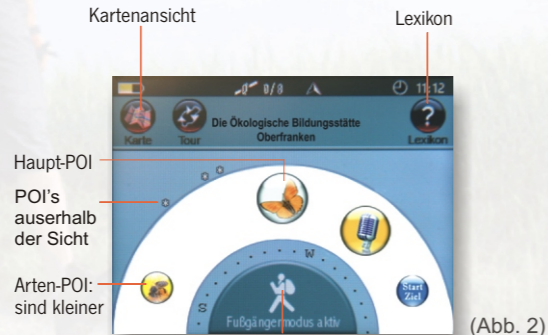 Kartenansicht
Lexikon
0/8
11:12
Karte
Tour
Die Ökologische Bildungsstätte
Oberfranken
?
Lexikon
Haupt-POI
POI's
auserhalb
der Sicht
Arten-POI:
sind kleiner
S
W
Start
Ziel
Fußgängermodus aktiv
(Abb. 2)